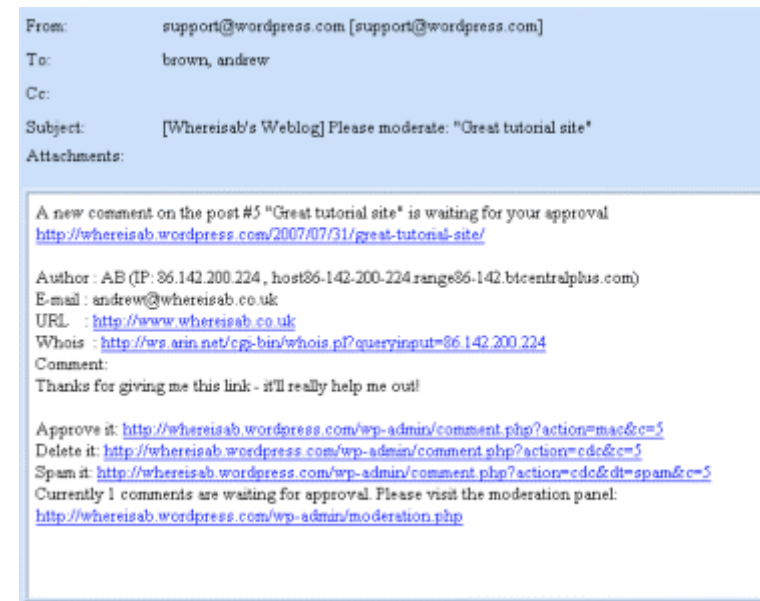 From: support@wordpress.com [support@wordpress.com]
To: brown, andrew
Cc:
Subject: [Whereisab's Weblog] Please moderate: "Great tutorial site"
Attachments:
A new comment on the post #5 "Great tutorial site" is waiting for your approval
http://whereisab.wordpress.com/2007/07/31/great-tutorial-site/
Author : AB (IP: 86.142.200.224 , host86-142-200-224.range86-142.btcentralplus.com)
E-mail : andrew@whereisab.co.uk
URL : http://www.whereisab.co.uk
Whois : http://ws.arin.net/cgi-bin/whois.pl?queryinput=86.142.200.224
Comment:
Thanks for giving me this link - it'll really help me out!
Approve it: http://whereisab.wordpress.com/wp-admin/comment.php?action=mac&c=5
Delete it: http://whereisab.wordpress.com/wp-admin/comment.php?action=cdc&c=5
Spam it: http://whereisab.wordpress.com/wp-admin/comment.php?action=cdc&dt=spam&c=5
Currently 1 comments are waiting for approval. Please visit the moderation panel:
http://whereisab.wordpress.com/wp-admin/moderation.php